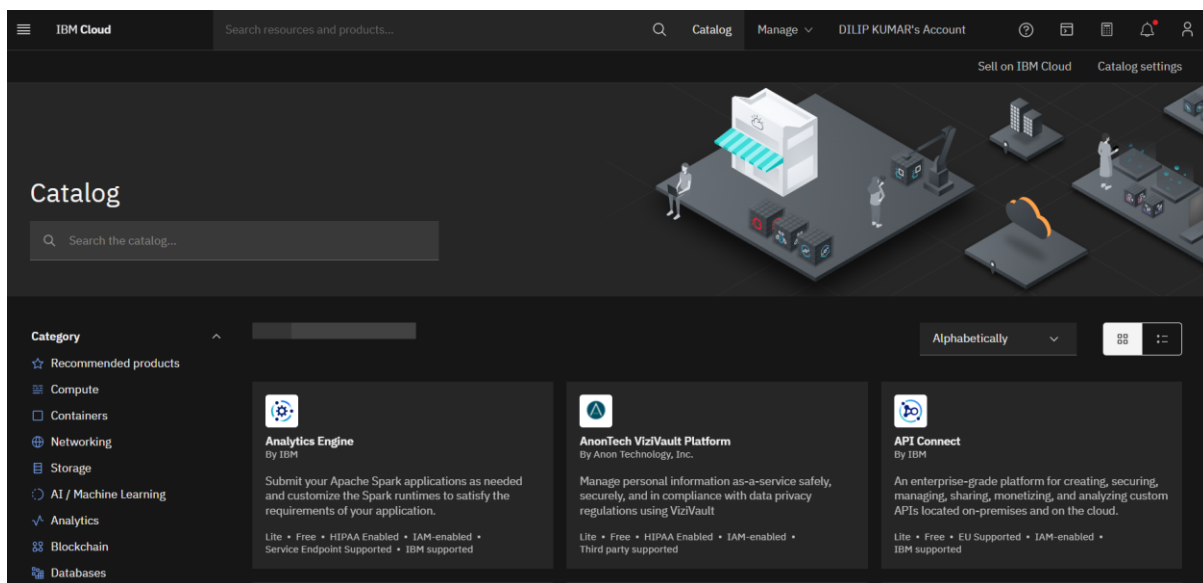 IBM Cloud
Search resources and products...
Catalog
Manage
DILIP KUMAR's Account
Sell on IBM Cloud
Catalog settings
Catalog
Search the catalog...
Category
Recommended products
Compute
Containers
Networking
Storage
AI / Machine Learning
Analytics
Blockchain
Databases
Alphabetically
Analytics Engine
By IBM
Submit your Apache Spark applications as needed
and customize the Spark runtimes to satisfy the
requirements of your application.
Lite • Free • HIPAA Enabled • IAM-enabled •
Service Endpoint Supported • IBM supported
AnonTech ViziVault Platform
By Anon Technology, Inc.
Manage personal information as-a-service safely,
securely, and in compliance with data privacy
regulations using ViziVault
Lite • Free • HIPAA Enabled • IAM-enabled •
Third party supported
API Connect
By IBM
An enterprise-grade platform for creating, securing,
managing, sharing, monetizing, and analyzing custom
APIs located on-premises and on the cloud.
Lite • Free • EU Supported • IAM-enabled •
IBM supported